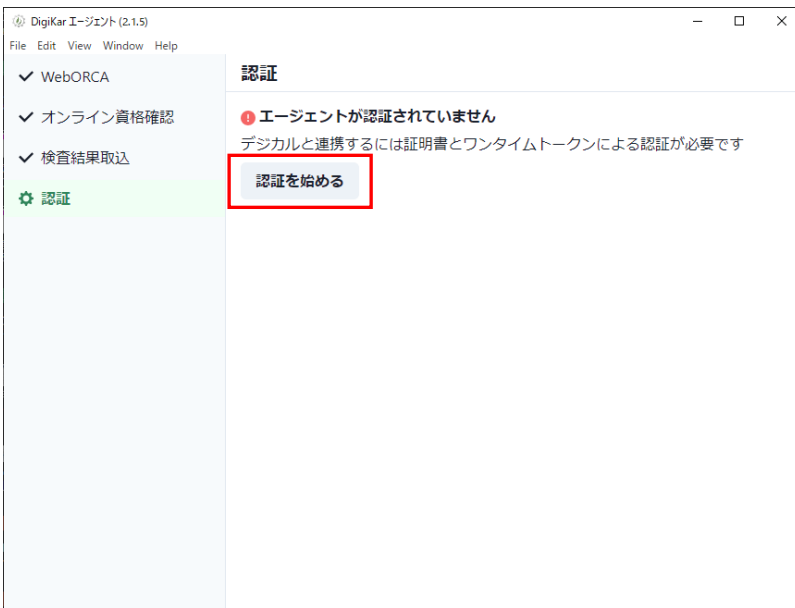 DigiKar エージェント (2.1.5)
File Edit View Window Help
WebORCA
オンライン資格確認
検査結果取込
認証
認証
エージェントが認証されていません
デジカルと連携するには証明書とワンタイムトークンによる認証が必要です
認証を始める